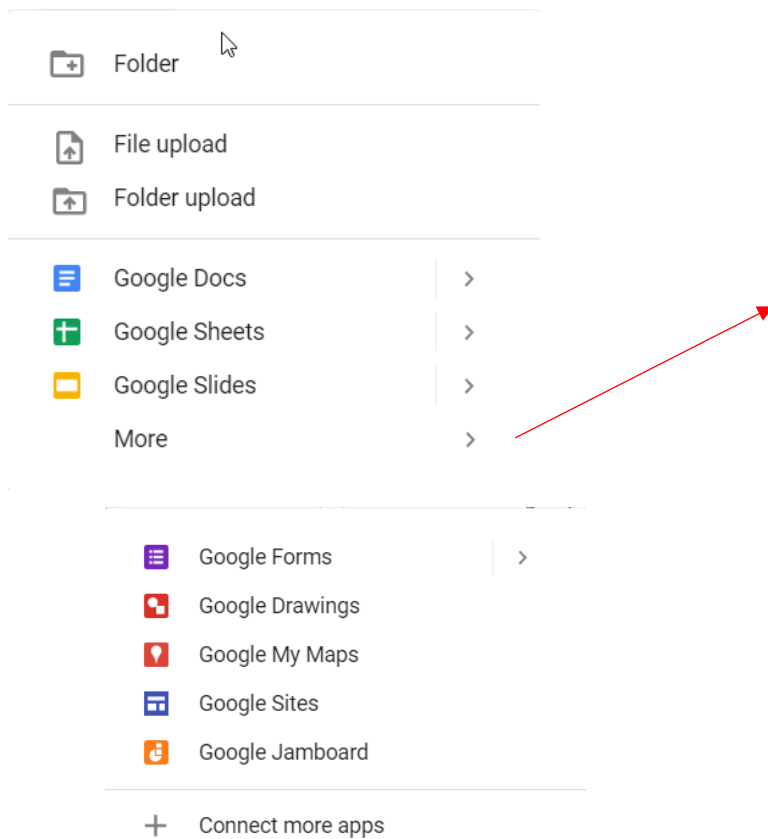 Folder
File upload
Folder upload
Google Docs
Google Sheets
Google Slides
More
Google Forms
Google Drawings
Google My Maps
Google Sites
Google Jamboard
Connect more apps